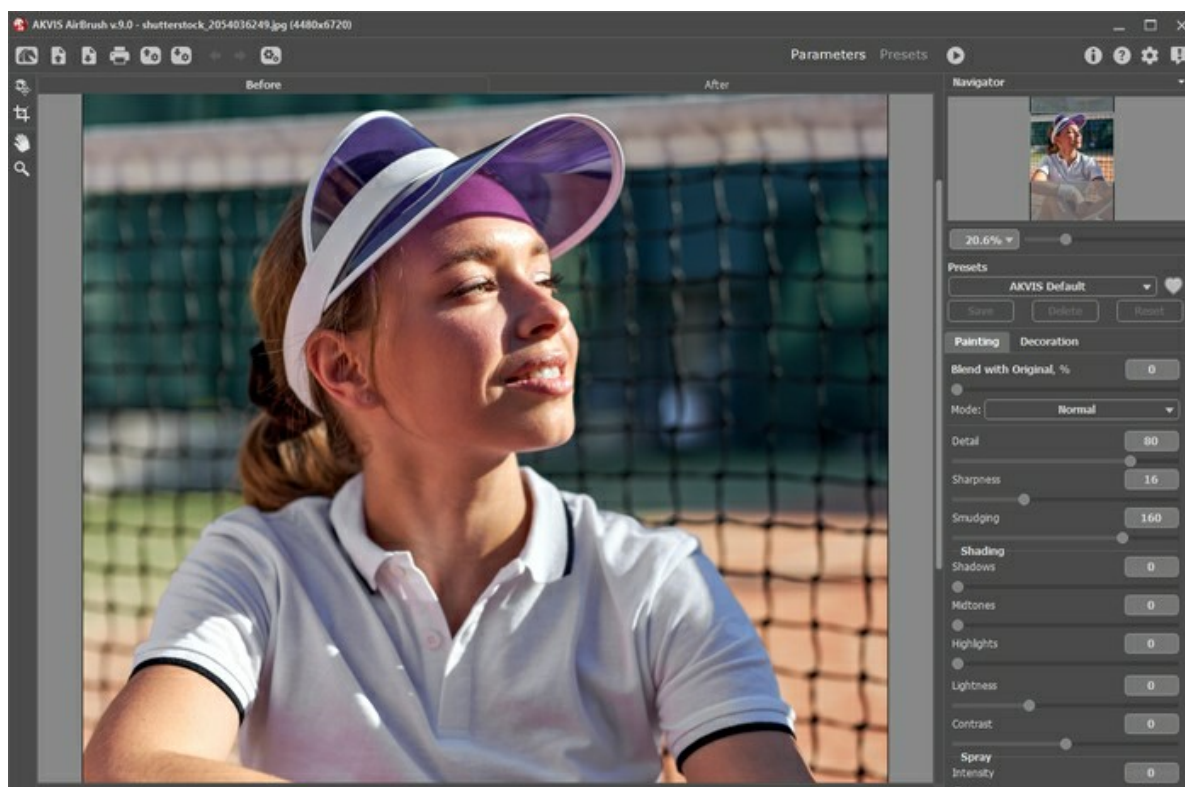 AKVIS AirBrush v.9.0 - shutterstock_2054036249.jpg (4480x6720)
Parameters Presets
Before After
Navigator
20.6%
Presets
AKVIS Default
Save Delete Reset
Painting Decoration
Blend with Original, % 0
Mode: Normal
Detail 80
Sharpness 16
Smudging 160
Shading
Shadows 0
Midtones 0
Highlights 0
Lightness 0
Contrast 0
Spray
Intensity 0